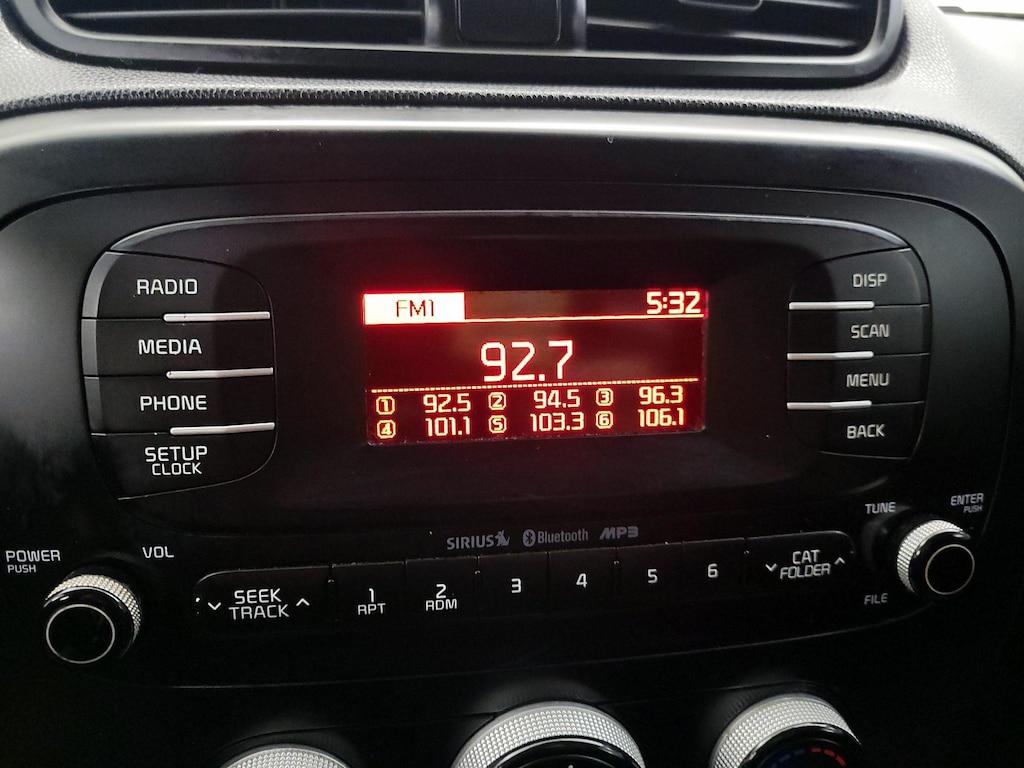 RADIO
MEDIA
PHONE
SETUP
CLOCK
FM1 5:32
92.7
1 92.5 2 94.5 3 96.3
4 101.1 5 103.3 6 106.1
DISP
SCAN
MENU
BACK
SIRIUS Bluetooth MP3
POWER
PUSH
VOL
SEEK
TRACK
1
RPT
2
RDM
3
4
5
6
CAT
FOLDER
TUNE
FILE
ENTER
PUSH